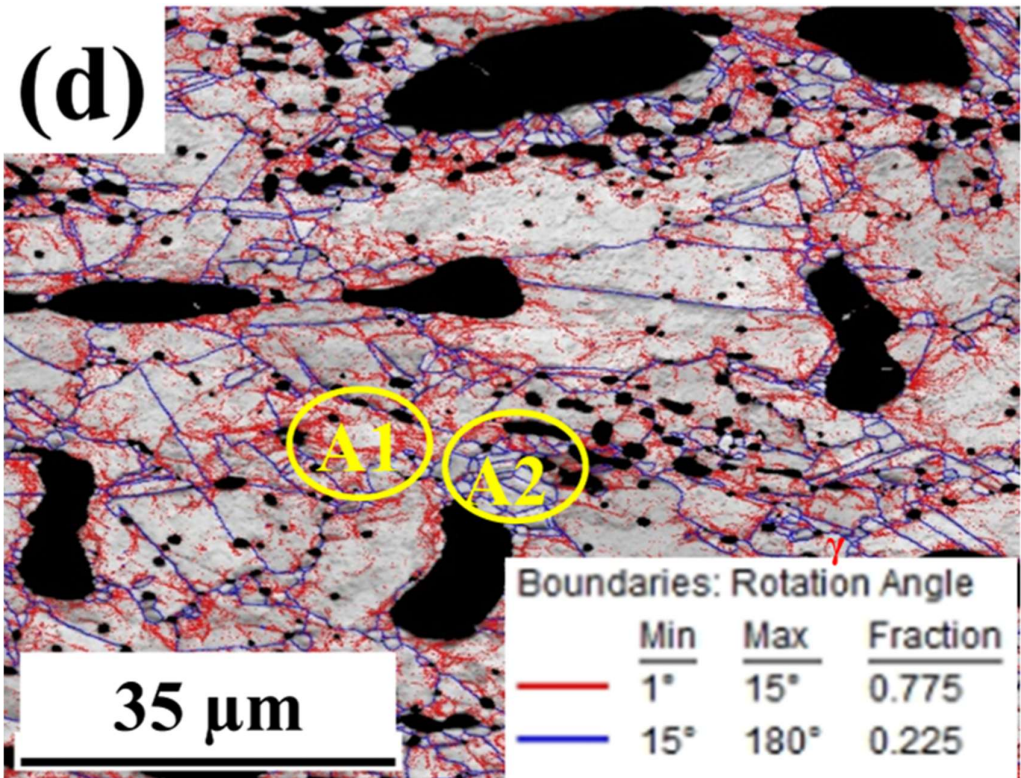 (d)
A1
A2
γ
Boundaries: Rotation Angle
Min Max Fraction
1° 15° 0.775
15° 180° 0.225
35 μm